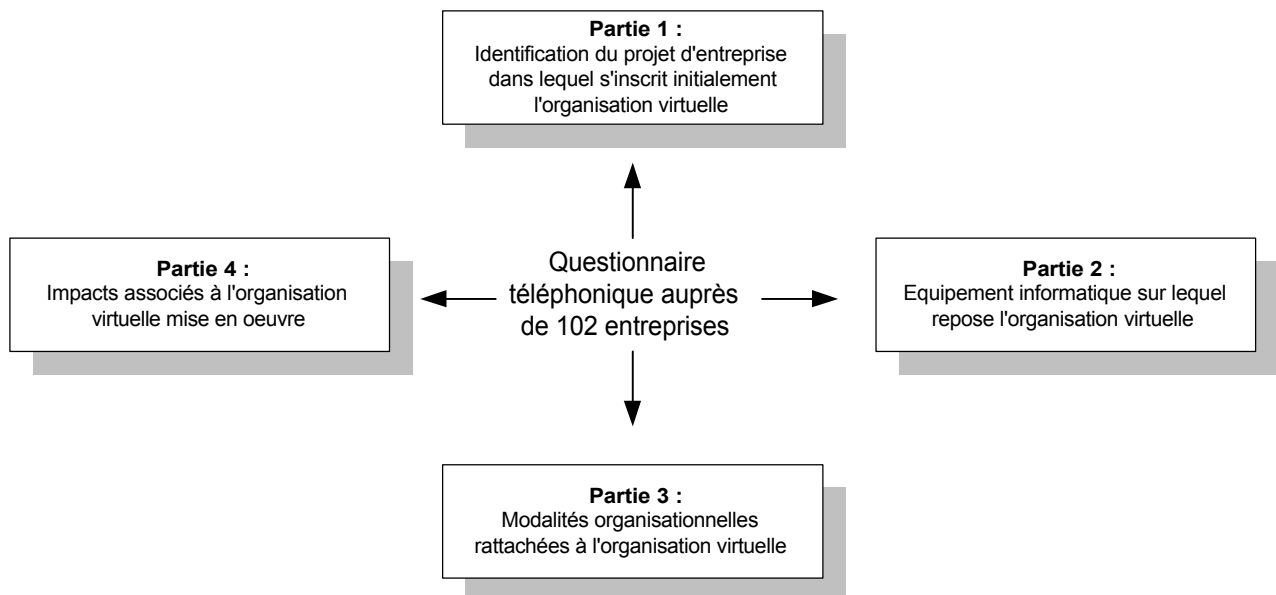 Partie 1 :
Identification du projet d'entreprise
dans lequel s'inscrit initialement
l'organisation virtuelle
Partie 4 :
Impacts associés à l'organisation
virtuelle mise en oeuvre
Questionnaire
téléphonique auprès
de 102 entreprises
Partie 2 :
Equipement informatique sur lequel
repose l'organisation virtuelle
Partie 3 :
Modalités organisationnelles
rattachées à l'organisation virtuelle